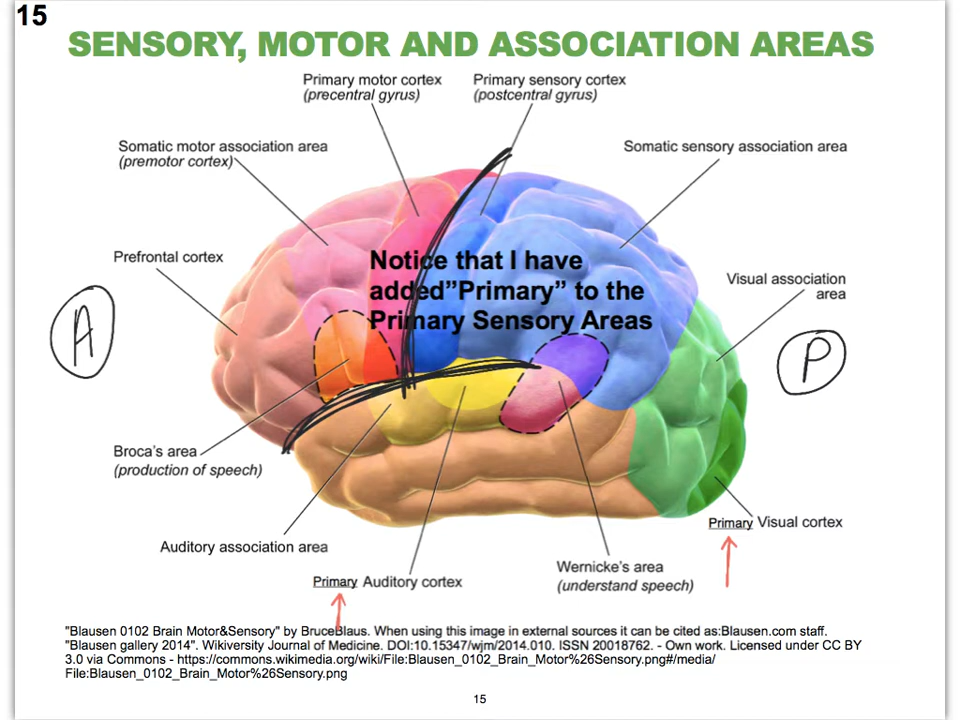 15
SENSORY, MOTOR AND ASSOCIATION AREAS
Primary motor cortex
(precentral gyrus)
Primary sensory cortex
(postcentral gyrus)
Somatic motor association area
(premotor cortex)
Somatic sensory association area
Prefrontal cortex
Notice that I have
added”Primary” to the
Primary Sensory Areas
Visual association
area
A
P
Broca's area
(production of speech)
Primary Visual cortex
Auditory association area
Wernicke's area
(understand speech)
Primary Auditory cortex
"Blausen 0102 Brain Motor&Sensory" by BruceBlaus. When using this image in external sources it can be cited as:Blausen.com staff.
"Blausen gallery 2014". Wikiversity Journal of Medicine. DOI:10.15347/wjm/2014.010. ISSN 20018762. - Own work. Licensed under CC BY
3.0 via Commons - https://commons.wikimedia.org/wiki/File:Blausen_0102_Brain_Motor%26Sensory.png#/media/
File:Blausen_0102_Brain_Motor%26Sensory.png
15